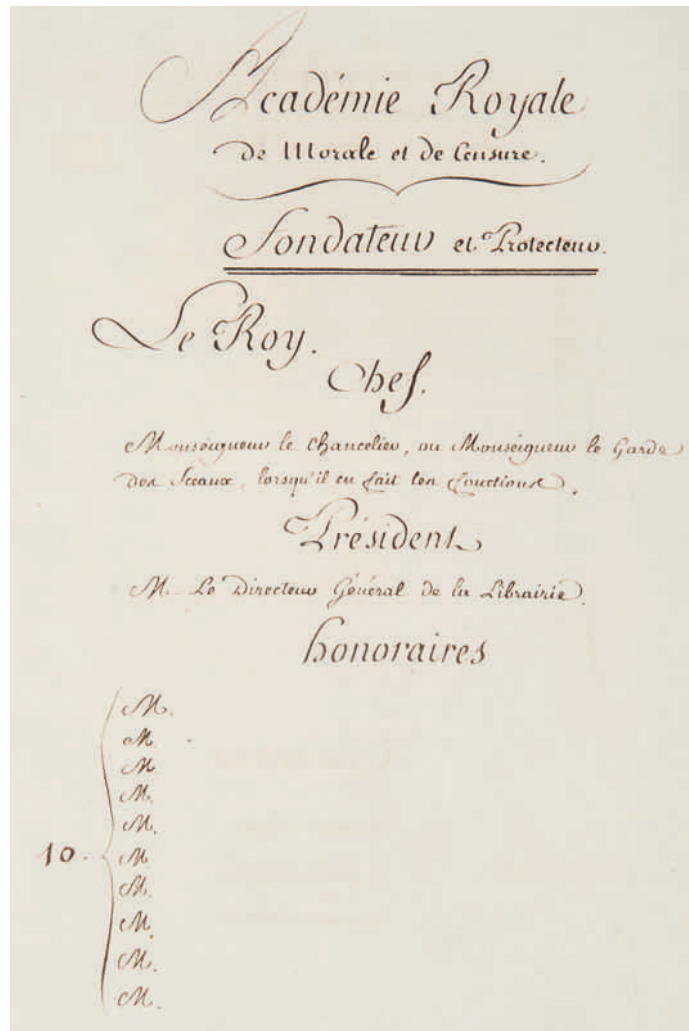 Académie Royale
de Morale et de Censure.
Fondateur et Protecteur.
Le Roy.
Chef.
Monseigneur le Chancelier, ou Monseigneur le Garde
des Sceaux, lorsqu'il en fait les fonctions.
Président
M. Le Directeur Général de la Librairie.
honoraires
M.
M.
M.
M.
M.
10. M.
M.
M.
M.
M.